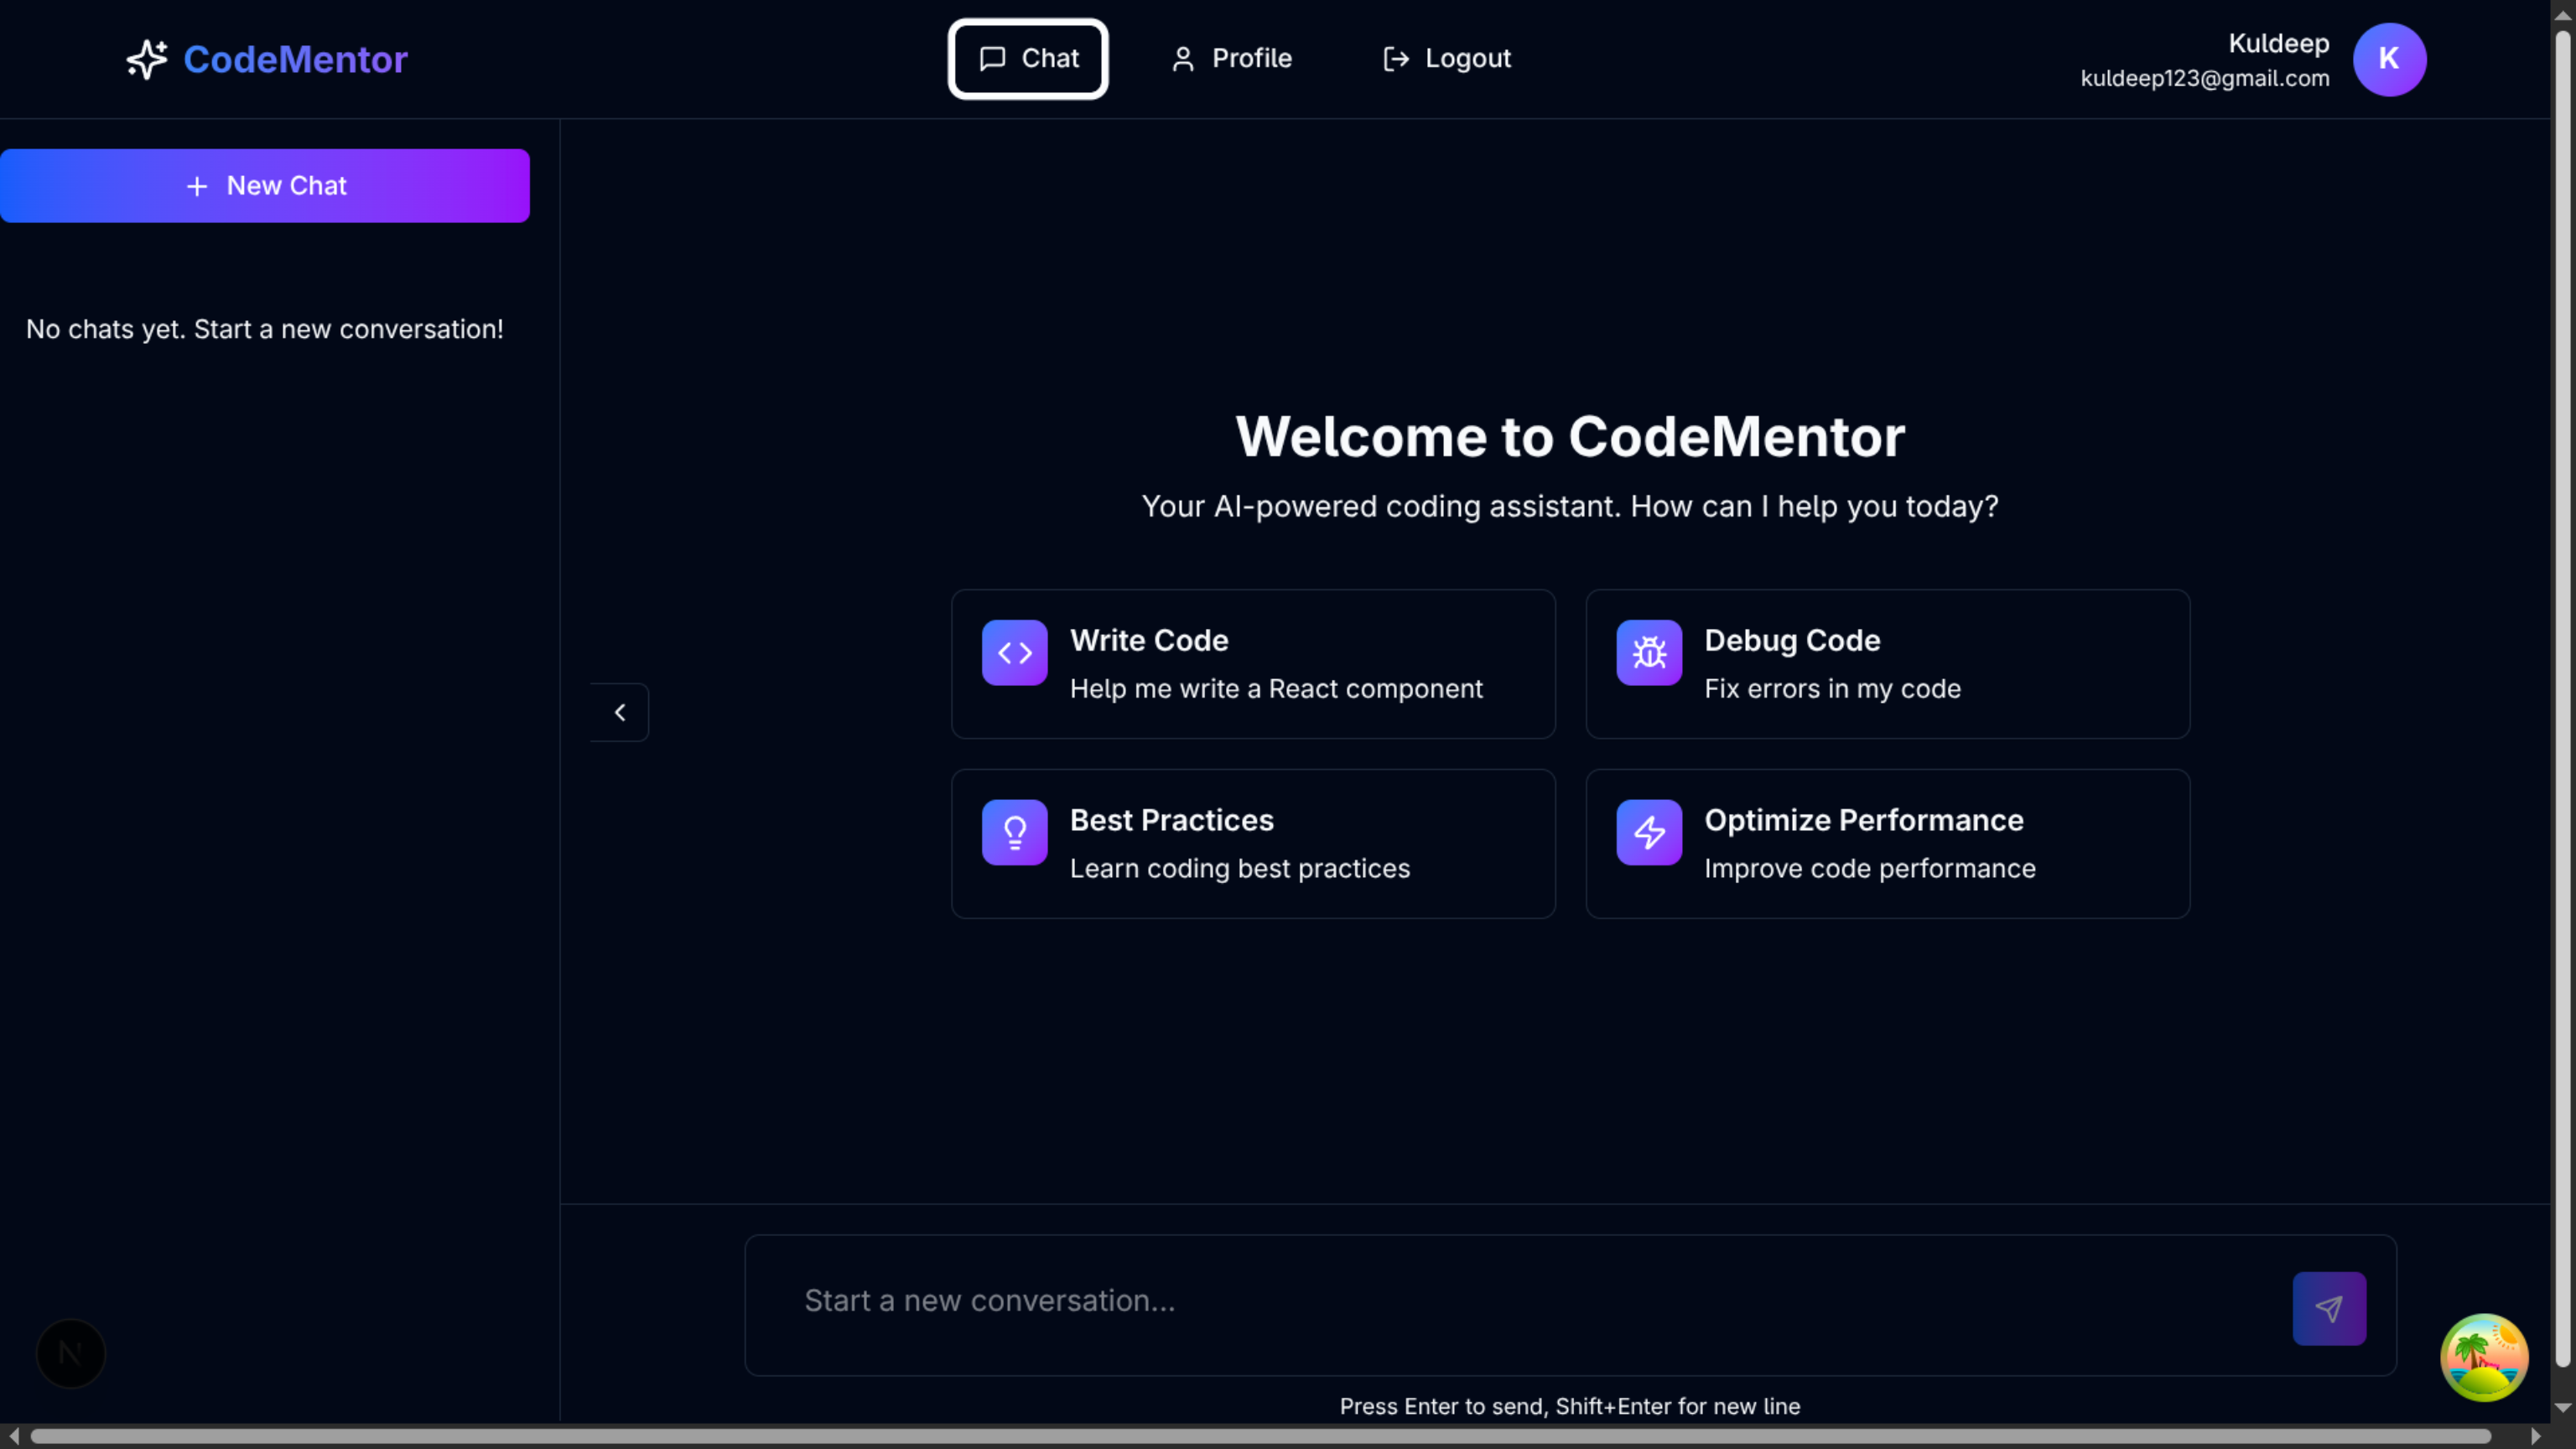 CodeMentor
Chat
Profile
Logout
Kuldeep
kuldeep123@gmail.com
K
New Chat
No chats yet. Start a new conversation!
Welcome to CodeMentor
Your AI-powered coding assistant. How can I help you today?
Write Code
Help me write a React component
Debug Code
Fix errors in my code
Best Practices
Learn coding best practices
Optimize Performance
Improve code performance
Start a new conversation...
N
Press Enter to send, Shift+Enter for new line